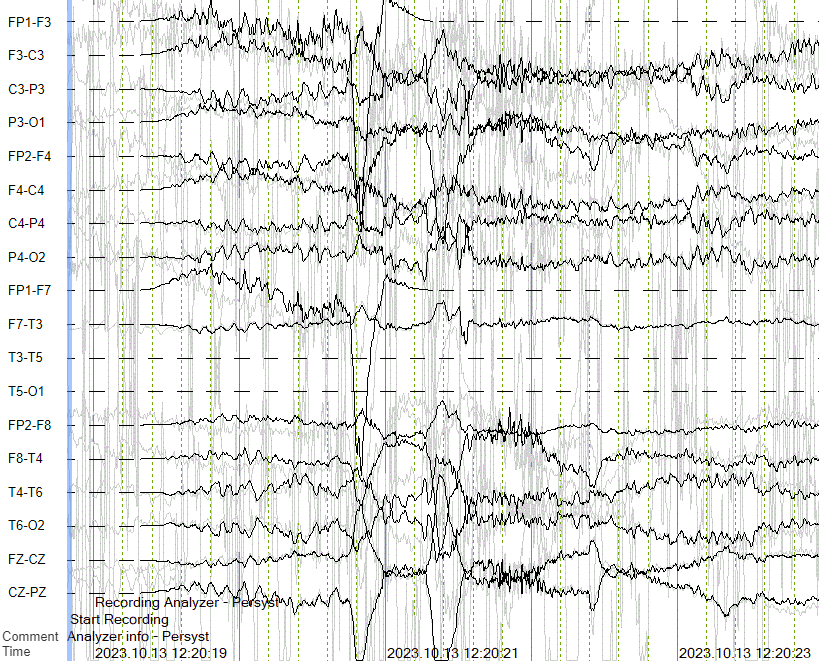 FP1-F3
F3-C3
C3-P3
P3-O1
FP2-F4
F4-C4
C4-P4
P4-O2
FP1-F7
F7-T3
T3-T5
T5-O1
FP2-F8
F8-T4
T4-T6
T6-O2
FZ-CZ
CZ-PZ
Recording Analyzer - Persyst
Start Recording
Comment Analyzer info - Persyst
Time 2023.10.13 12:20:19 2023.10.13 12:20:21 2023.10.13 12:20:23